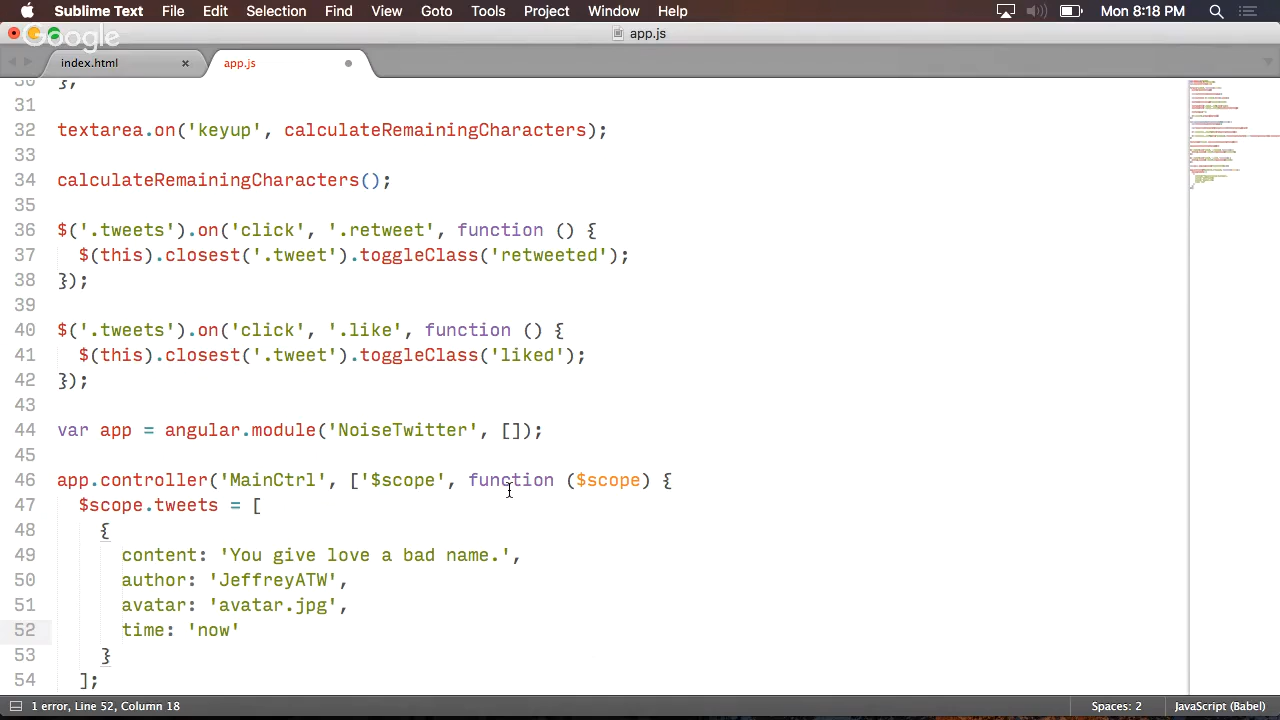 Sublime Text File Edit Selection Find View Goto Tools Project Window Help Mon 8:18 PM
Google
app.js
index.html × app.js
30 };
31
32 textarea.on('keyup', calculateRemainingCharacters);
33
34 calculateRemainingCharacters();
35
36 $('.tweets').on('click', '.retweet', function () {
37 $(this).closest('.tweet').toggleClass('retweeted');
38 });
39
40 $('.tweets').on('click', '.like', function () {
41 $(this).closest('.tweet').toggleClass('liked');
42 });
43
44 var app = angular.module('NoiseTwitter', []);
45
46 app.controller('MainCtrl', ['$scope', function ($scope) {
47 $scope.tweets = [
48 {
49 content: 'You give love a bad name.',
50 author: 'JeffreyATW',
51 avatar: 'avatar.jpg',
52 time: 'now'
53 }
54 ];
1 error, Line 52, Column 18 Spaces: 2 JavaScript (Babel)